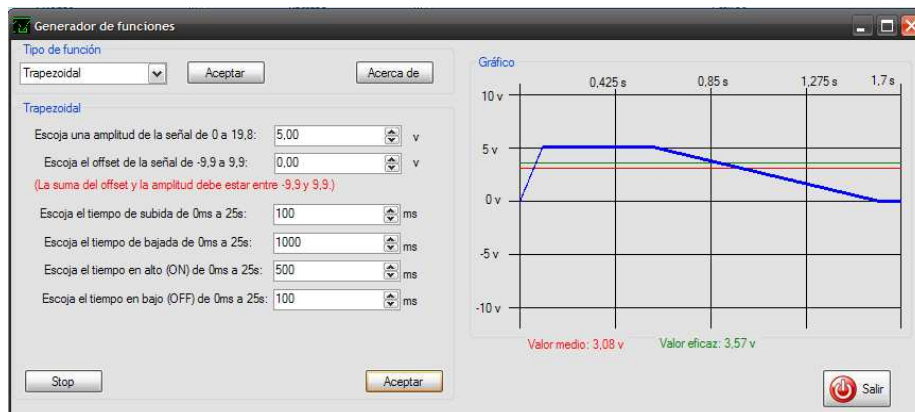 Generador de funciones
Tipo de función
Trapezoidal
Aceptar
Acerca de
Trapezoidal
Escoja una amplitud de la señal de 0 a 19,8: 5,00 v
Escoja el offset de la señal de -9,9 a 9,9: 0,00 v
(La suma del offset y la amplitud debe estar entre -9,9 y 9,9.)
Escoja el tiempo de subida de 0ms a 25s: 100 ms
Escoja el tiempo de bajada de 0ms a 25s: 1000 ms
Escoja el tiempo en alto (ON) de 0ms a 25s: 500 ms
Escoja el tiempo en bajo (OFF) de 0ms a 25s: 100 ms
Stop
Aceptar
Gráfico
0,425 s 0,85 s 1,275 s 1,7 s
10 v
5 v
0 v
-5 v
-10 v
Valor medio: 3,08 v Valor eficaz: 3,57 v
Salir